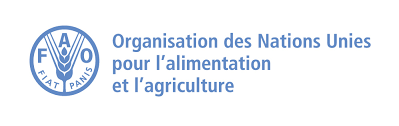 FAO
FIAT PANIS
Organisation des Nations Unies
pour l'alimentation
et l'agriculture